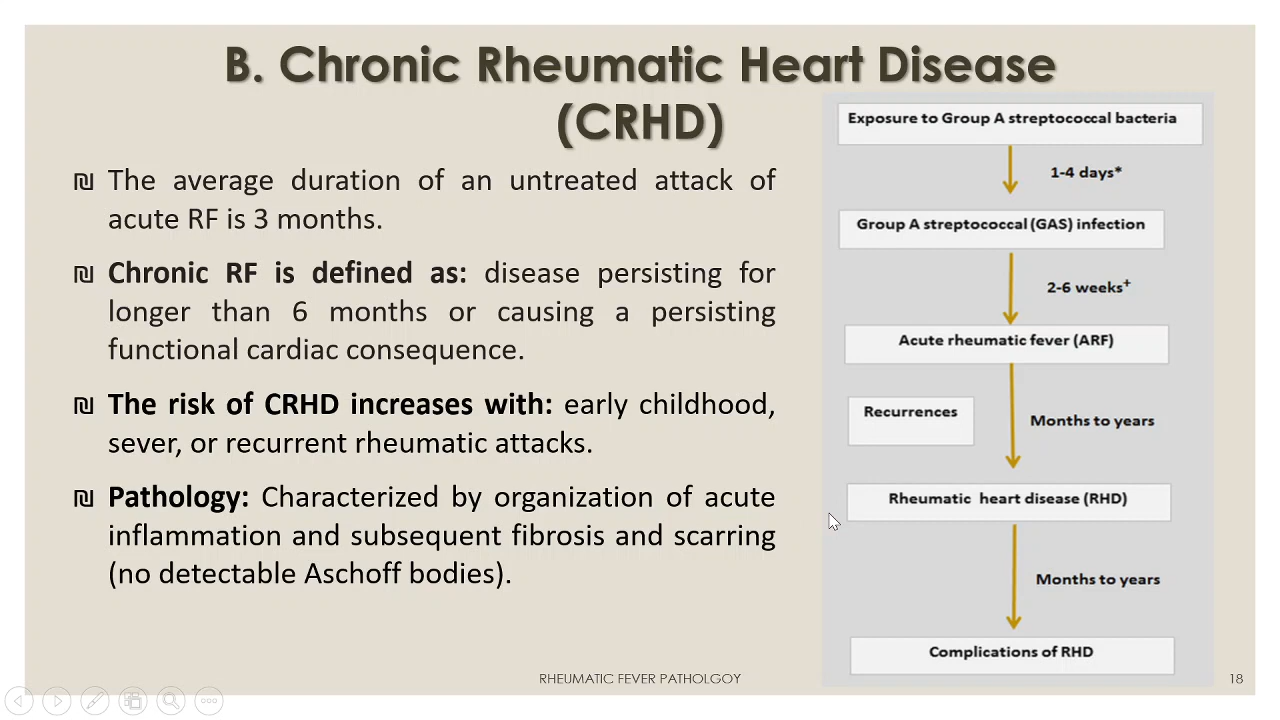 B. Chronic Rheumatic Heart Disease
(CRHD)
₪ The average duration of an untreated attack of
acute RF is 3 months.
₪ Chronic RF is defined as: disease persisting for
longer than 6 months or causing a persisting
functional cardiac consequence.
₪ The risk of CRHD increases with: early childhood,
sever, or recurrent rheumatic attacks.
₪ Pathology: Characterized by organization of acute
inflammation and subsequent fibrosis and scarring
(no detectable Aschoff bodies).
Exposure to Group A streptococcal bacteria
1-4 days*
Group A streptococcal (GAS) infection
2-6 weeks⁺
Acute rheumatic fever (ARF)
Recurrences
Months to years
Rheumatic heart disease (RHD)
Months to years
Complications of RHD
RHEUMATIC FEVER PATHOLGOY
18